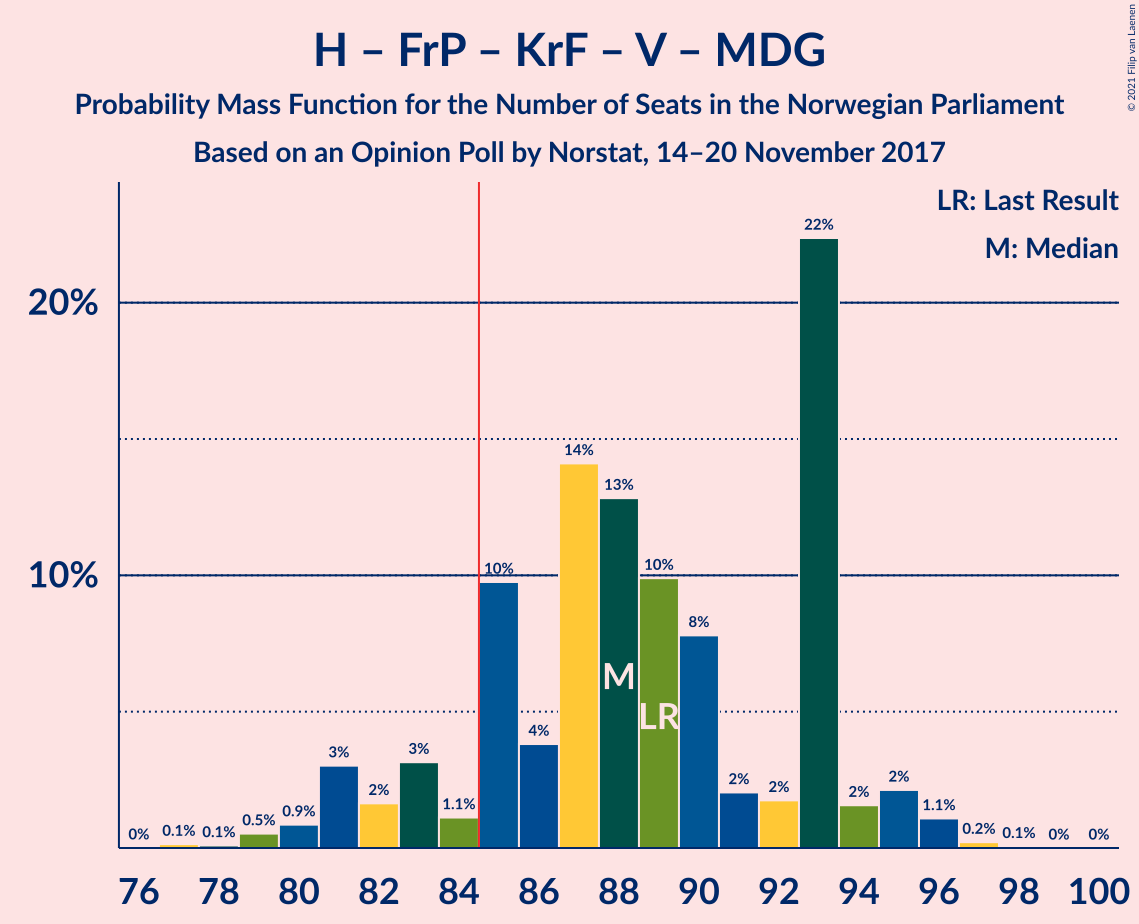 H – FrP – KrF – V – MDG
Probability Mass Function for the Number of Seats in the Norwegian Parliament
Based on an Opinion Poll by Norstat, 14–20 November 2017
© 2021 Filip van Laenen
LR: Last Result
M: Median
20%
10%
0% 0.1% 0.1% 0.5% 0.9% 3% 2% 3% 1.1% 10% 4% 14% 13% 10% 8% 2% 2% 22% 2% 2% 1.1% 0.2% 0.1% 0% 0%
M
LR
76 78 80 82 84 86 88 90 92 94 96 98 100